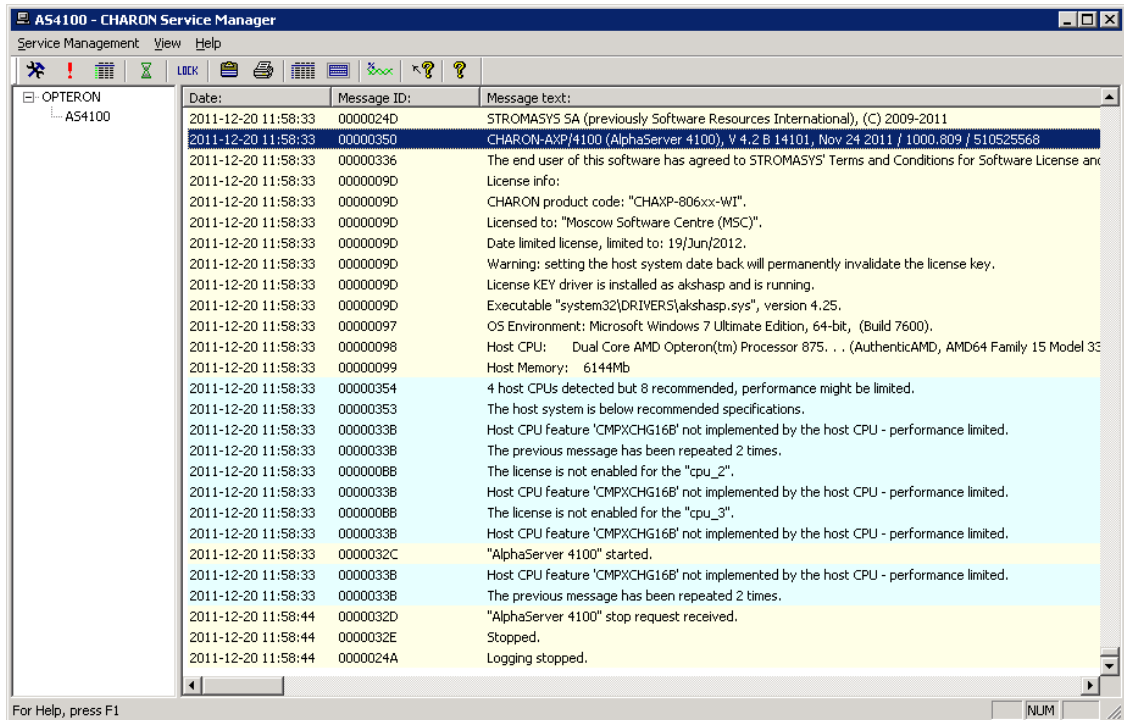 AS4100 - CHARON Service Manager
Service Management View Help
LOCK
OPTERON
AS4100
Date: Message ID: Message text:
2011-12-20 11:58:33 0000024D STROMASYS SA (previously Software Resources International), (C) 2009-2011
2011-12-20 11:58:33 00000350 CHARON-AXP/4100 (AlphaServer 4100), V 4.2 B 14101, Nov 24 2011 / 1000.809 / 510525568
2011-12-20 11:58:33 00000336 The end user of this software has agreed to STROMASYS' Terms and Conditions for Software License and
2011-12-20 11:58:33 0000009D License info:
2011-12-20 11:58:33 0000009D CHARON product code: "CHAXP-806xx-WI".
2011-12-20 11:58:33 0000009D Licensed to: "Moscow Software Centre (MSC)".
2011-12-20 11:58:33 0000009D Date limited license, limited to: 19/Jun/2012.
2011-12-20 11:58:33 0000009D Warning: setting the host system date back will permanently invalidate the license key.
2011-12-20 11:58:33 0000009D License KEY driver is installed as akshasp and is running.
2011-12-20 11:58:33 0000009D Executable "system32\DRIVERS\akshasp.sys", version 4.25.
2011-12-20 11:58:33 00000097 OS Environment: Microsoft Windows 7 Ultimate Edition, 64-bit, (Build 7600).
2011-12-20 11:58:33 00000098 Host CPU: Dual Core AMD Opteron(tm) Processor 875. . . (AuthenticAMD, AMD64 Family 15 Model 33
2011-12-20 11:58:33 00000099 Host Memory: 6144Mb
2011-12-20 11:58:33 00000354 4 host CPUs detected but 8 recommended, performance might be limited.
2011-12-20 11:58:33 00000353 The host system is below recommended specifications.
2011-12-20 11:58:33 0000033B Host CPU feature 'CMPXCHG16B' not implemented by the host CPU - performance limited.
2011-12-20 11:58:33 0000033B The previous message has been repeated 2 times.
2011-12-20 11:58:33 000000BB The license is not enabled for the "cpu_2".
2011-12-20 11:58:33 0000033B Host CPU feature 'CMPXCHG16B' not implemented by the host CPU - performance limited.
2011-12-20 11:58:33 000000BB The license is not enabled for the "cpu_3".
2011-12-20 11:58:33 0000033B Host CPU feature 'CMPXCHG16B' not implemented by the host CPU - performance limited.
2011-12-20 11:58:33 0000032C "AlphaServer 4100" started.
2011-12-20 11:58:33 0000033B Host CPU feature 'CMPXCHG16B' not implemented by the host CPU - performance limited.
2011-12-20 11:58:33 0000033B The previous message has been repeated 2 times.
2011-12-20 11:58:44 0000032D "AlphaServer 4100" stop request received.
2011-12-20 11:58:44 0000032E Stopped.
2011-12-20 11:58:44 0000024A Logging stopped.
For Help, press F1 NUM